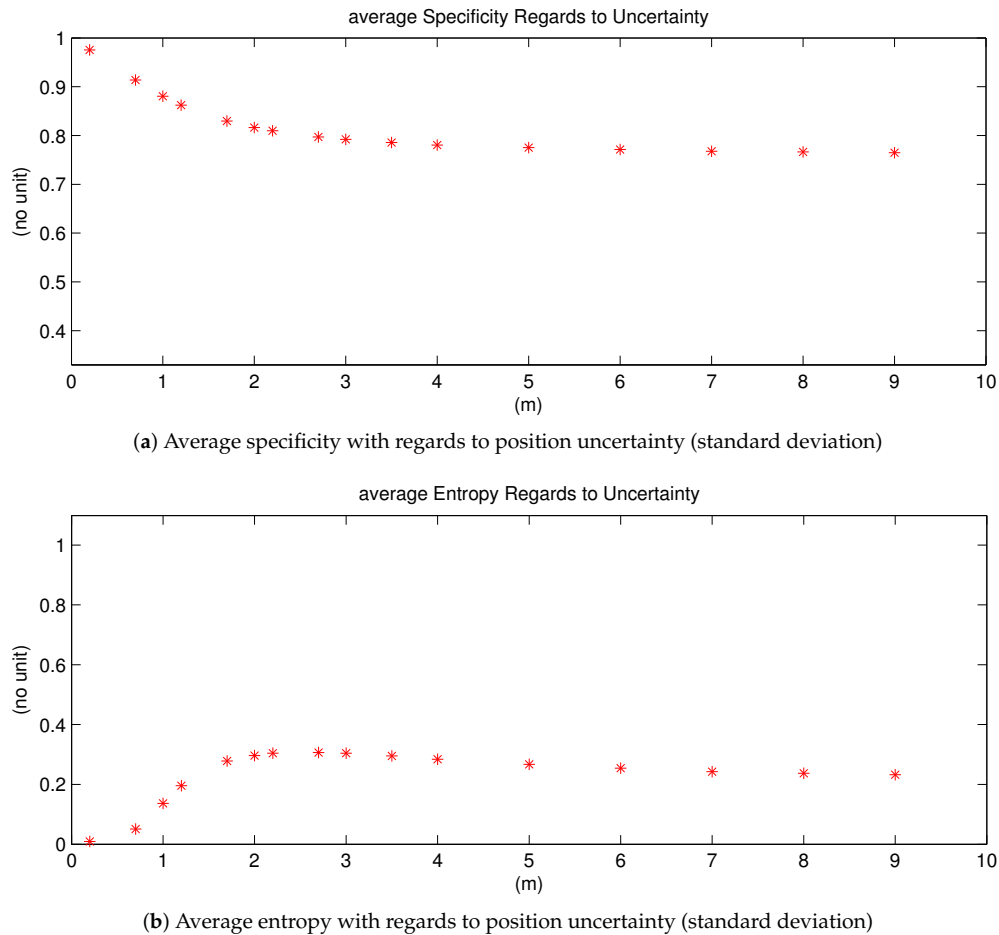 average Specificity Regards to Uncertainty
1
0.9
0.8
0.7
0.6
0.5
0.4
(no unit)
0 1 2 3 4 5 6 7 8 9 10
(m)
(a) Average specificity with regards to position uncertainty (standard deviation)
average Entropy Regards to Uncertainty
1
0.8
0.6
0.4
0.2
0
(no unit)
0 1 2 3 4 5 6 7 8 9 10
(m)
(b) Average entropy with regards to position uncertainty (standard deviation)